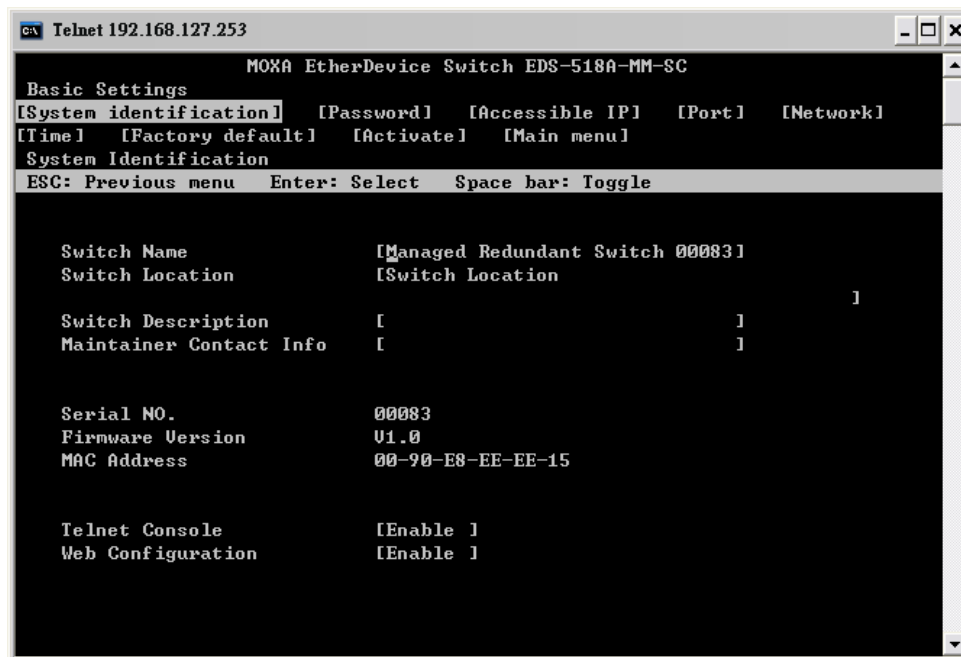 Telnet 192.168.127.253
MOXA EtherDevice Switch EDS-518A-MM-SC
Basic Settings
[System identification] [Password] [Accessible IP] [Port] [Network]
[Time] [Factory default] [Activate] [Main menu]
System Identification
ESC: Previous menu Enter: Select Space bar: Toggle
Switch Name [Managed Redundant Switch 00083]
Switch Location [Switch Location
]
Switch Description [ ]
Maintainer Contact Info [ ]
Serial NO. 00083
Firmware Version V1.0
MAC Address 00-90-E8-EE-EE-15
Telnet Console [Enable ]
Web Configuration [Enable ]